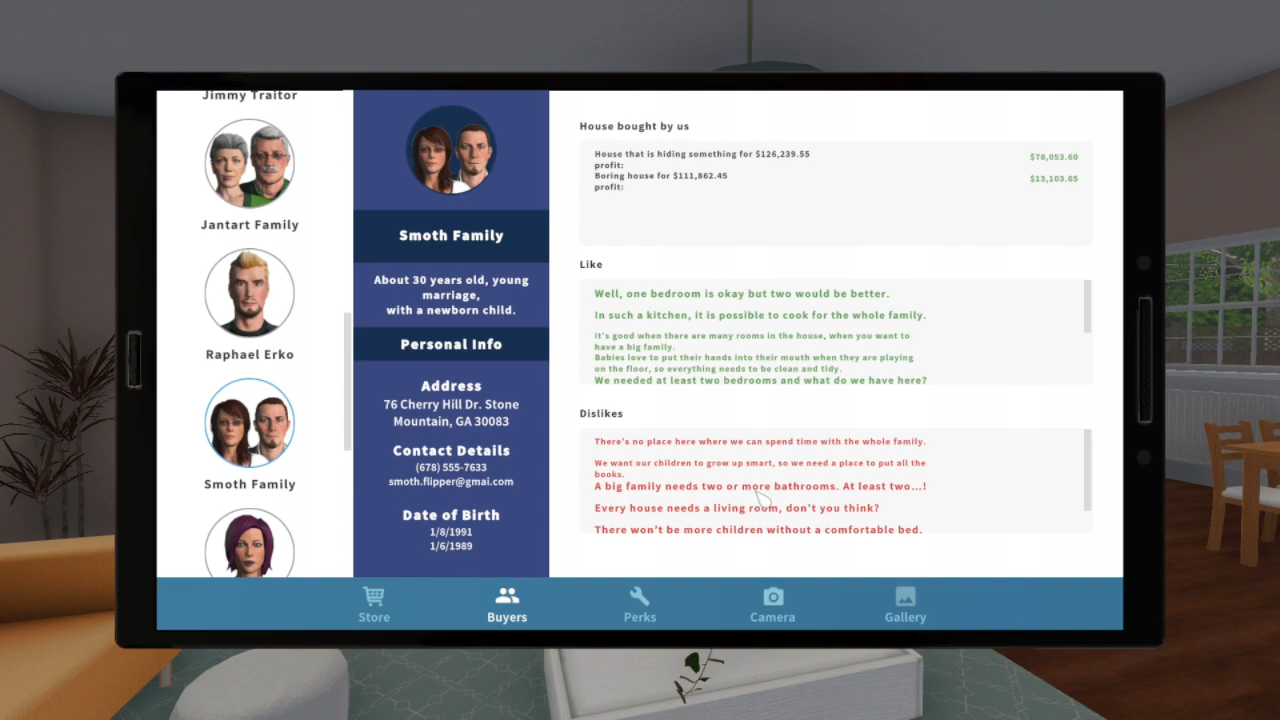 Jimmy Traitor
Jantart Family
Raphael Erko
Smoth Family
Smoth Family
About 30 years old, young
marriage,
with a newborn child.
Personal Info
Address
76 Cherry Hill Dr. Stone
Mountain, GA 30083
Contact Details
(678) 555-7633
smoth.flipper@gmai.com
Date of Birth
1/8/1991
1/6/1989
House bought by us
House that is hiding something for $126,239.55
profit:
$78,053.60
Boring house for $111,862.45
profit:
$13,103.65
Like
Well, one bedroom is okay but two would be better.
In such a kitchen, it is possible to cook for the whole family.
It's good when there are many rooms in the house, when you want to
have a big family.
Babies love to put their hands into their mouth when they are playing
on the floor, so everything needs to be clean and tidy.
We needed at least two bedrooms and what do we have here?
Dislikes
There's no place here where we can spend time with the whole family.
We want our children to grow up smart, so we need a place to put all the
books.
A big family needs two or more bathrooms. At least two...!
Every house needs a living room, don't you think?
There won't be more children without a comfortable bed.
Store
Buyers
Perks
Camera
Gallery